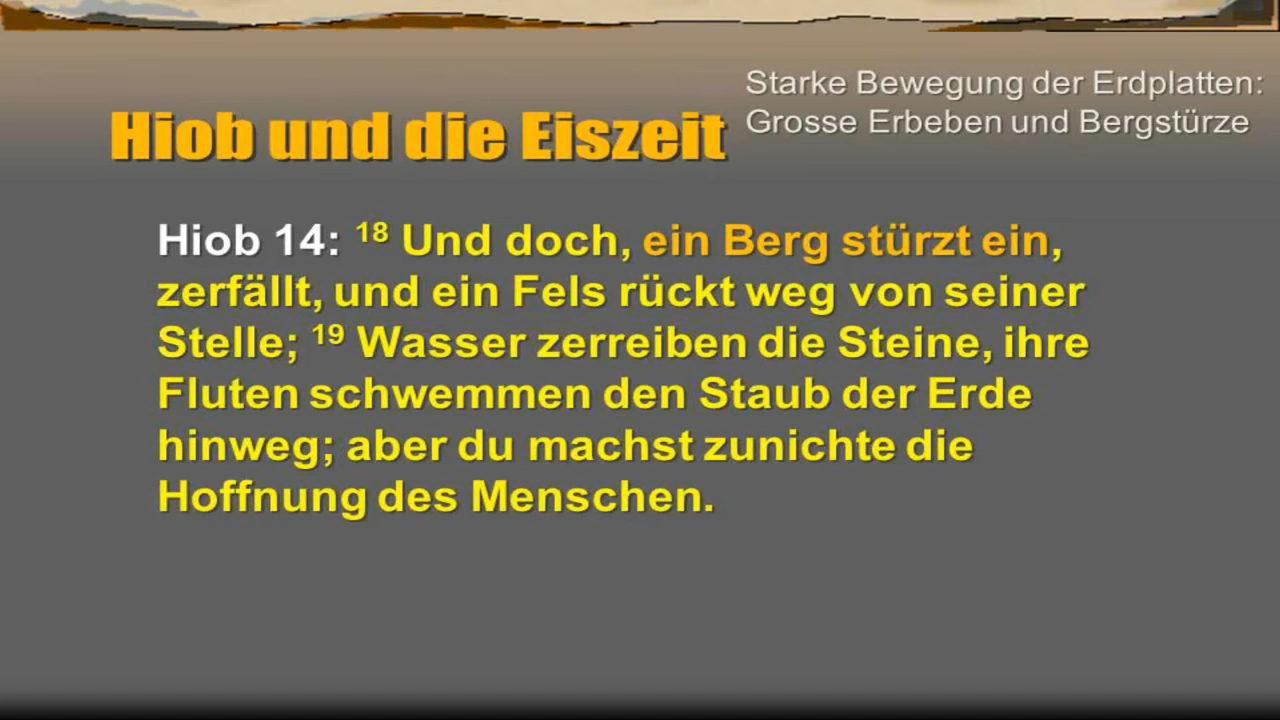 Starke Bewegung der Erdplatten:
Grosse Erbeben und Bergstürze
Hiob und die Eiszeit
Hiob 14: 18 Und doch, ein Berg stürzt ein,
zerfällt, und ein Fels rückt weg von seiner
Stelle; 19 Wasser zerreiben die Steine, ihre
Fluten schwemmen den Staub der Erde
hinweg; aber du machst zunichte die
Hoffnung des Menschen.